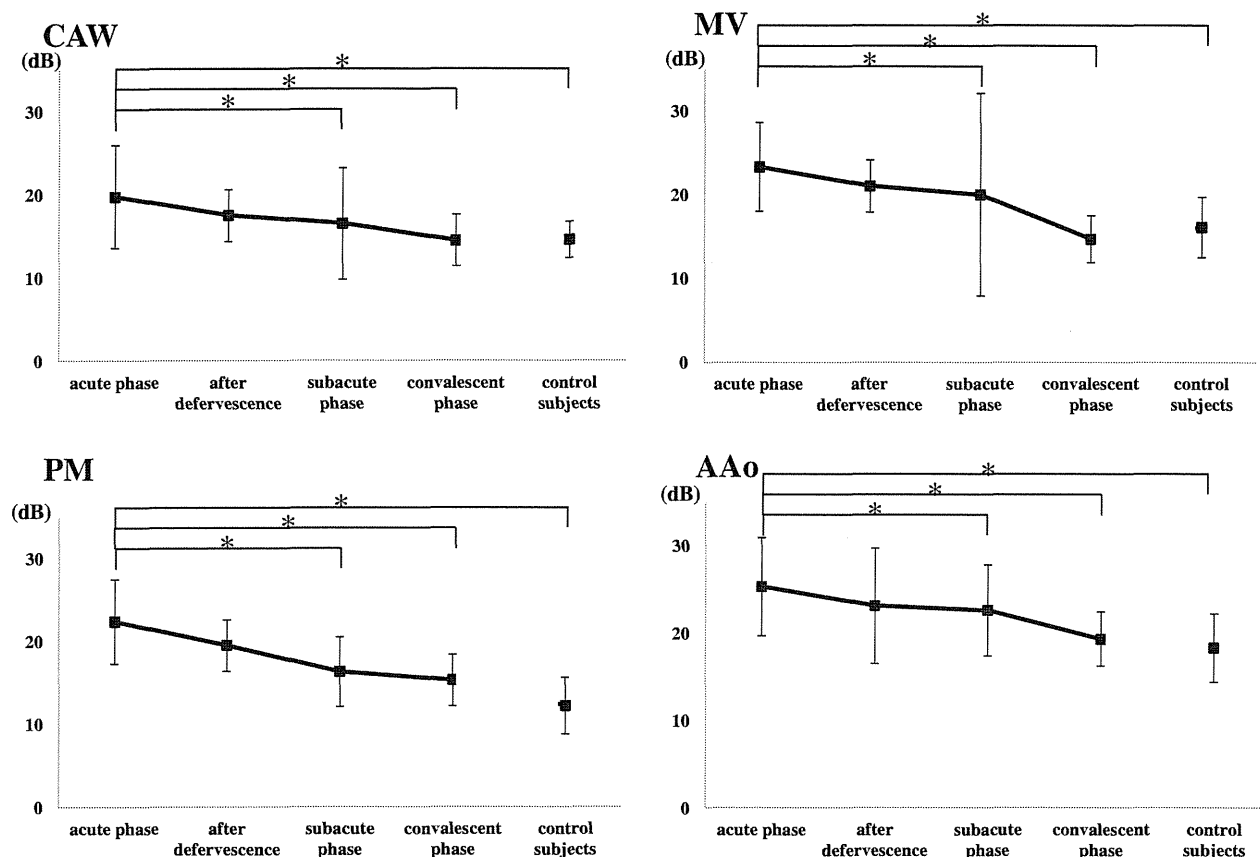 CAW
(dB)
*
*
*
30
20
10
0
acute phase
after
defervescence
subacute
phase
convalescent
phase
control
subjects
MV
(dB)
*
*
*
30
20
10
0
acute phase
after
defervescence
subacute
phase
convalescent
phase
control
subjects
PM
(dB)
*
*
*
30
20
10
0
acute phase
after
defervescence
subacute
phase
convalescent
phase
control
subjects
AAo
(dB)
*
*
*
30
20
10
0
acute phase
after
defervescence
subacute
phase
convalescent
phase
control
subjects